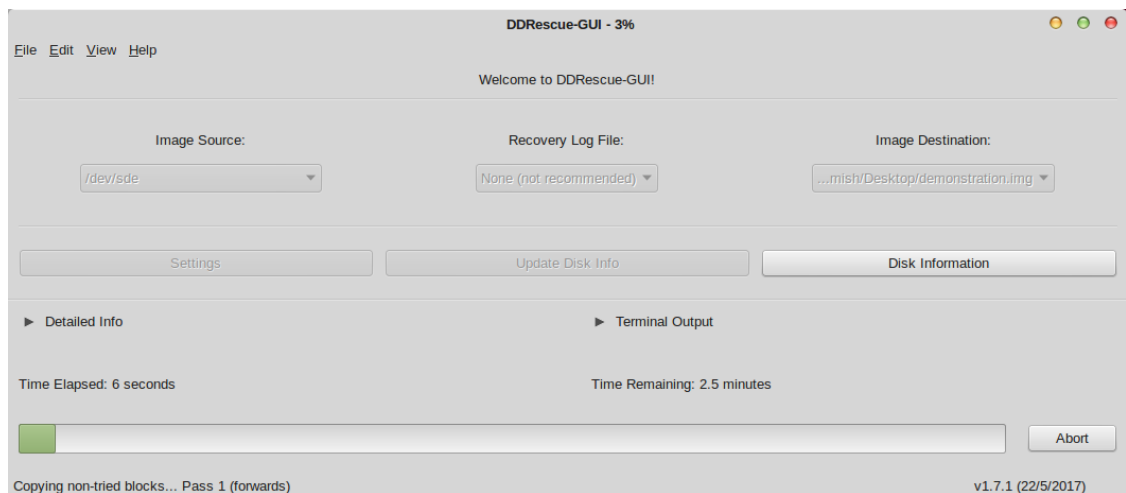 DDRescue-GUI - 3%
File Edit View Help
Welcome to DDRescue-GUI!
Image Source: Recovery Log File: Image Destination:
/dev/sde None (not recommended) ...mish/Desktop/demonstration.img
Settings Update Disk Info Disk Information
Detailed Info Terminal Output
Time Elapsed: 6 seconds Time Remaining: 2.5 minutes
Abort
Copying non-tried blocks... Pass 1 (forwards) v1.7.1 (22/5/2017)